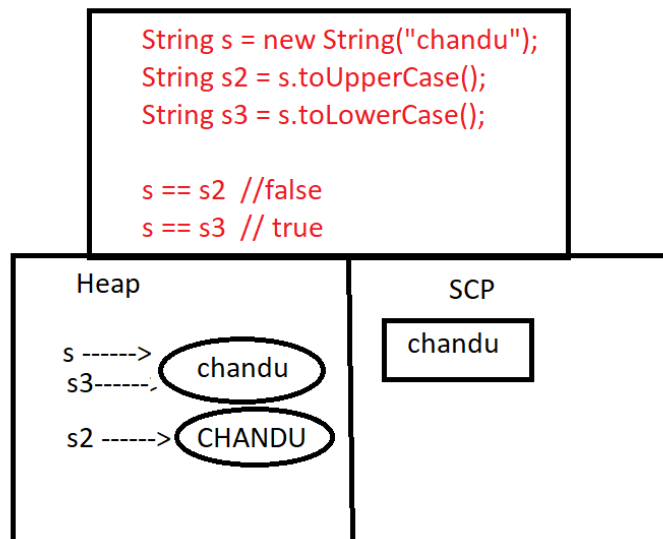 String s = new String("chandu");
String s2 = s.toUpperCase();
String s3 = s.toLowerCase();
s == s2 //false
s == s3 // true
Heap
SCP
s ------>
chandu
s3------>
s2 ------>
CHANDU
chandu